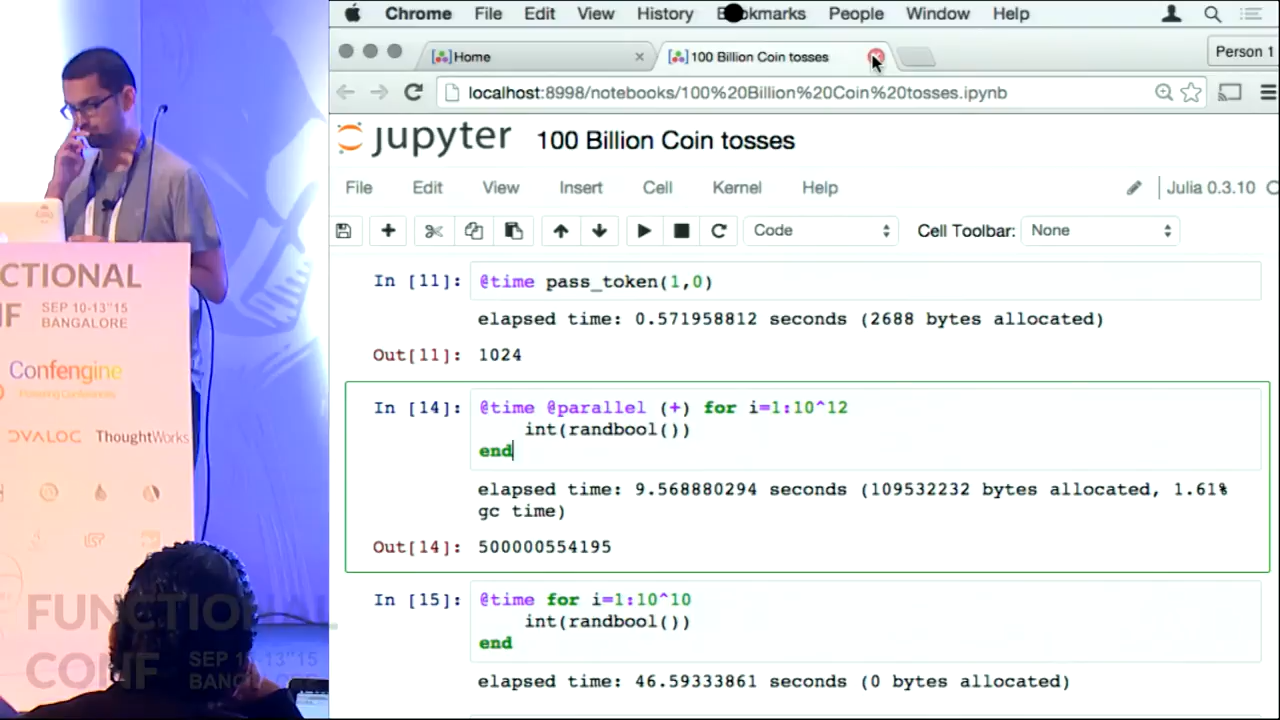 Chrome File Edit View History Bookmarks People Window Help
Home
100 Billion Coin tosses
Person 1
localhost:8998/notebooks/100%20Billion%20Coin%20tosses.ipynb
jupyter 100 Billion Coin tosses
File Edit View Insert Cell Kernel Help
Julia 0.3.10
Code
Cell Toolbar: None
In [11]: @time pass_token(1,0)
elapsed time: 0.571958812 seconds (2688 bytes allocated)
Out[11]: 1024
In [14]: @time @parallel (+) for i=1:10^12
int(randbool())
end
elapsed time: 9.568880294 seconds (109532232 bytes allocated, 1.61%
gc time)
Out[14]: 500000554195
In [15]: @time for i=1:10^10
int(randbool())
end
elapsed time: 46.59333861 seconds (0 bytes allocated)
CTIONAL
NF SEP 10-13"15
BANGALORE
Confengine
ThoughtWorks
FUNCTIONAL
CONF